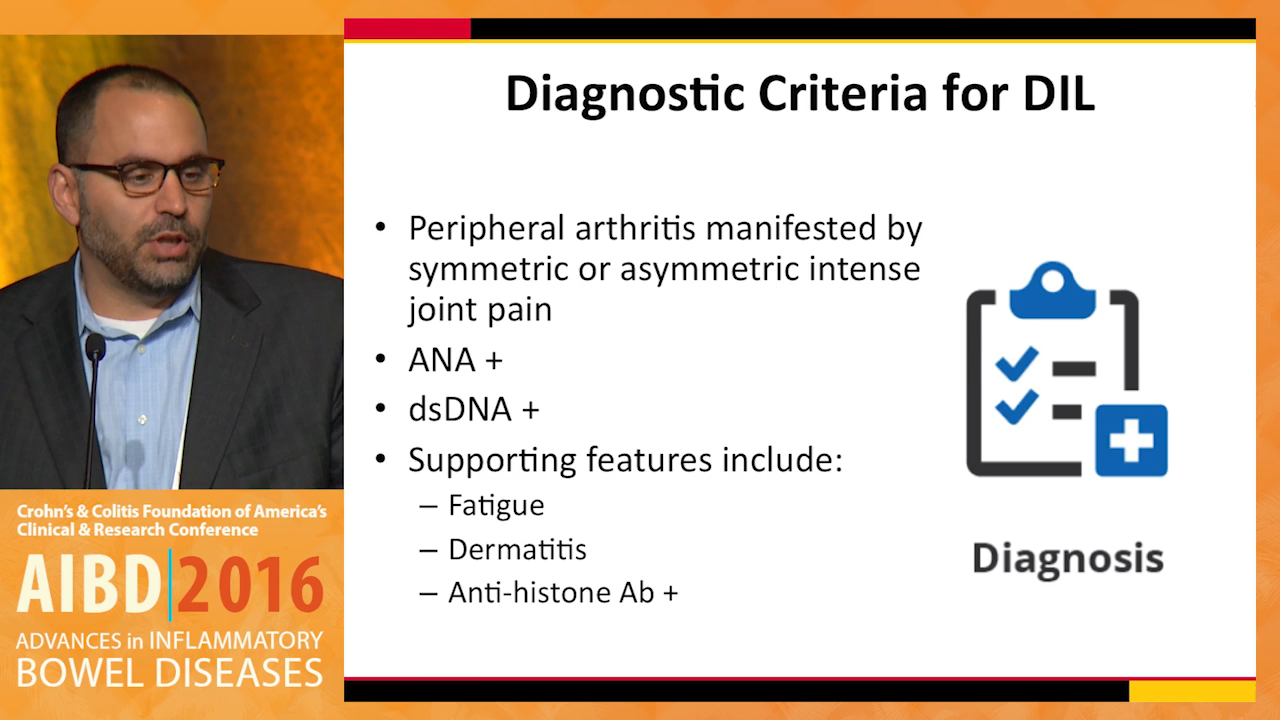 Diagnostic Criteria for DIL
• Peripheral arthritis manifested by
symmetric or asymmetric intense
joint pain
• ANA +
• dsDNA +
• Supporting features include:
– Fatigue
– Dermatitis
– Anti-histone Ab +
Diagnosis
Crohn's & Colitis Foundation of America's
Clinical & Research Conference
AIBD|2016
ADVANCES in INFLAMMATORY
BOWEL DISEASES